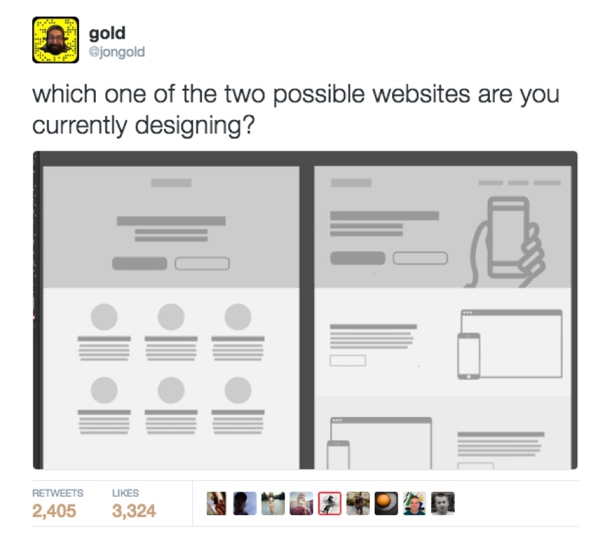 gold
@jongold
which one of the two possible websites are you
currently designing?
RETWEETS
LIKES
2,405
3,324